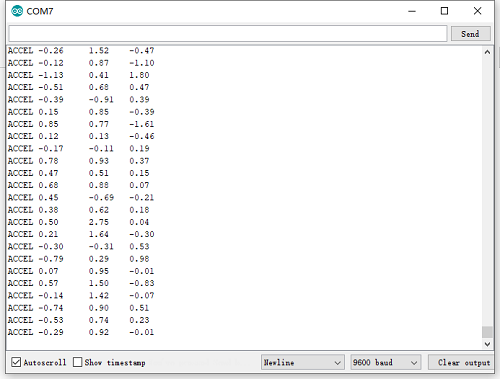 COM7
Send
ACCEL -0.26 1.52 -0.47
ACCEL -0.12 0.87 -1.10
ACCEL -1.13 0.41 1.80
ACCEL -0.51 0.68 0.47
ACCEL -0.39 -0.91 0.39
ACCEL 0.15 0.85 -0.39
ACCEL 0.85 0.77 -1.61
ACCEL 0.12 0.13 -0.46
ACCEL -0.17 -0.11 0.19
ACCEL 0.78 0.93 0.37
ACCEL 0.47 0.51 0.15
ACCEL 0.68 0.88 0.07
ACCEL 0.45 -0.69 -0.21
ACCEL 0.38 0.62 0.18
ACCEL 0.50 2.75 0.04
ACCEL 0.21 1.64 -0.30
ACCEL -0.30 -0.31 0.53
ACCEL -0.79 0.29 0.98
ACCEL 0.07 0.95 -0.01
ACCEL 0.57 1.50 -0.83
ACCEL -0.14 1.42 -0.07
ACCEL -0.74 0.90 0.51
ACCEL -0.53 0.74 0.23
ACCEL -0.29 0.92 -0.01
Autoscroll Show timestamp Newline 9600 baud Clear output